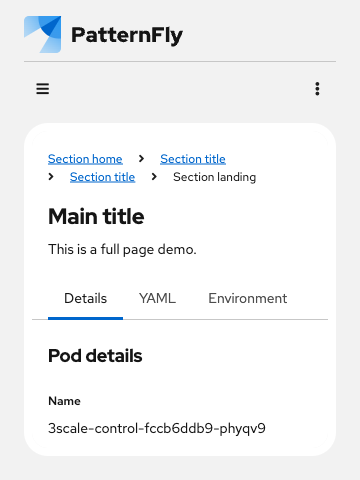 PatternFly
Section home > Section title
> Section title > Section landing
Main title
This is a full page demo.
Details YAML Environment
Pod details
Name
3scale-control-fccb6ddb9-phyqv9